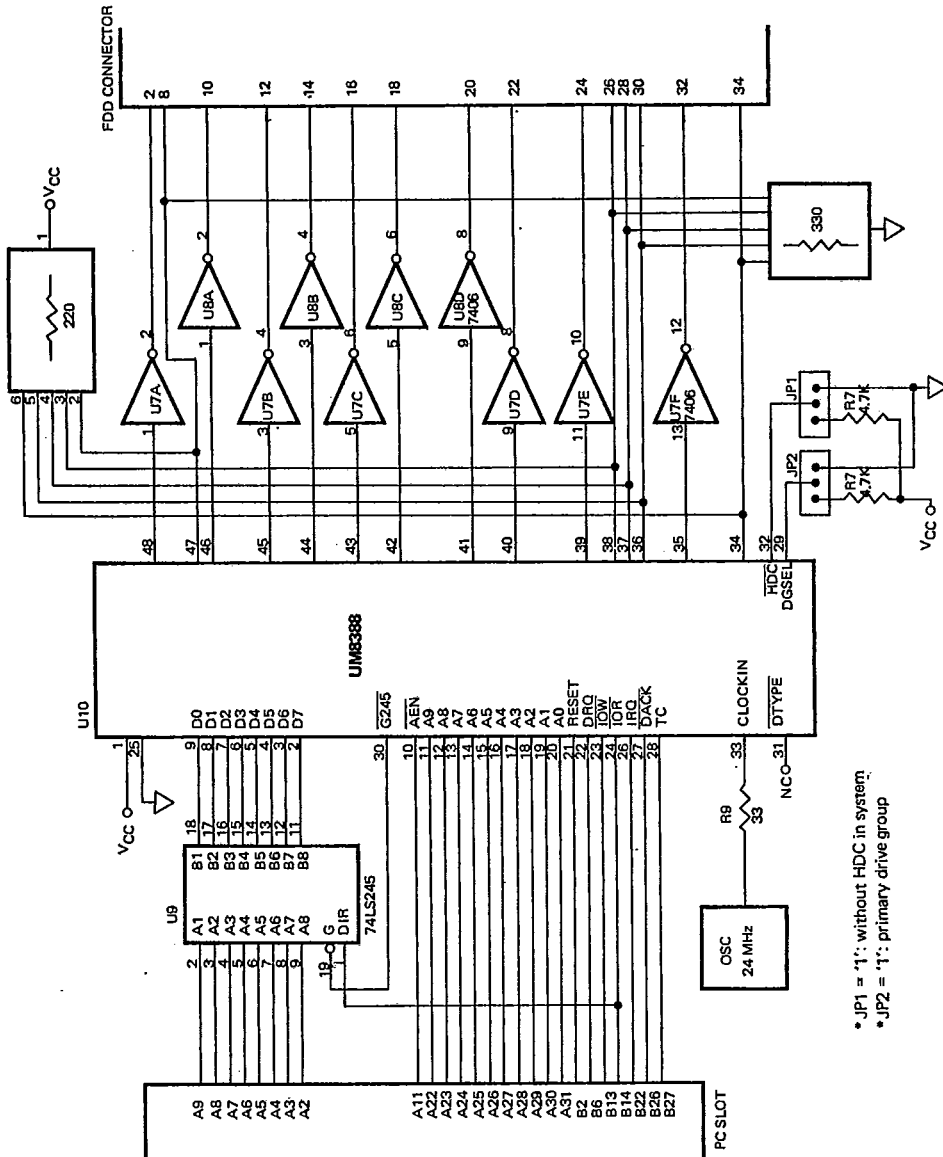 FDD CONNECTOR
2
8
10
12
14
16
18
20
22
24
26
28
30
32
34
VCC
1
220
6
5
4
3
2
1
U7A
2
1
U8A
2
3
U7B
4
3
U8B
4
5
U7C
6
5
U8C
6
9
U8D
7406
8
9
U7D
8
11
U7E
10
13
U7F
7406
12
330
JP1
R7
4.7K
JP2
R7
4.7K
VCC
48
47
46
45
44
43
42
41
40
39
38
37
36
35
34
32
29
HDC
DGSEL
U10
UM8388
D0
D1
D2
D3
D4
D5
D6
D7
G245
AEN
A9
A8
A7
A6
A5
A4
A3
A2
A1
A0
RESET
DRQ
IOW
IOR
IRQ
DACK
TC
CLOCKIN
DTYPE
1
25
9
8
7
6
5
4
3
2
30
10
11
12
13
14
15
16
17
18
19
20
21
22
23
24
26
27
28
33
31
VCC
NC
R9
33
OSC
24 MHz
U9
74LS245
18
17
16
15
14
13
12
11
B1
B2
B3
B4
B5
B6
B7
B8
A1
A2
A3
A4
A5
A6
A7
A8
G
DIR
2
3
4
5
6
7
8
9
19
1
A9
A8
A7
A6
A5
A4
A3
A2
A11
A22
A23
A24
A25
A26
A27
A28
A29
A30
A31
B2
B6
B13
B14
B22
B26
B27
PC SLOT
* JP1 = "1": without HDC in system
* JP2 = "1": primary drive group